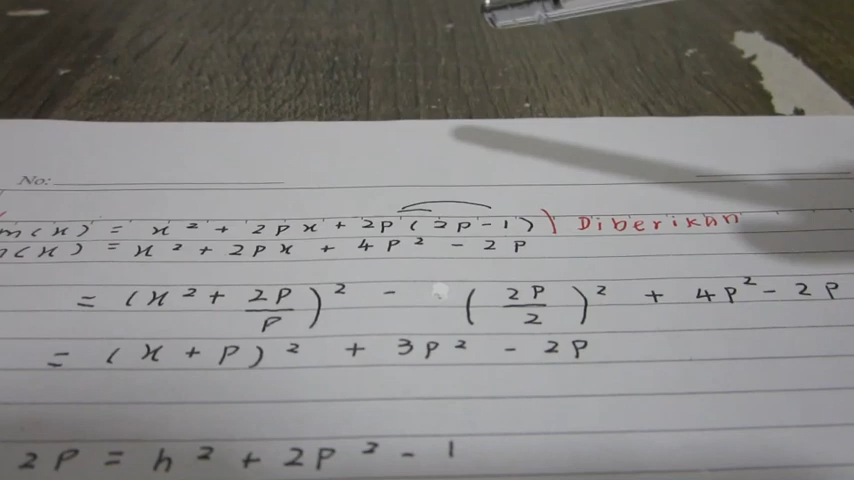 No:
m(x) = x² + 2px + 2p(2p-1)) Diberikan
(x) = x² + 2px + 4p² - 2p
= (x² + 2p/p)² - (2p/2)² + 4p² - 2p
= (x + p)² + 3p² - 2p
2p = h² + 2p² - 1